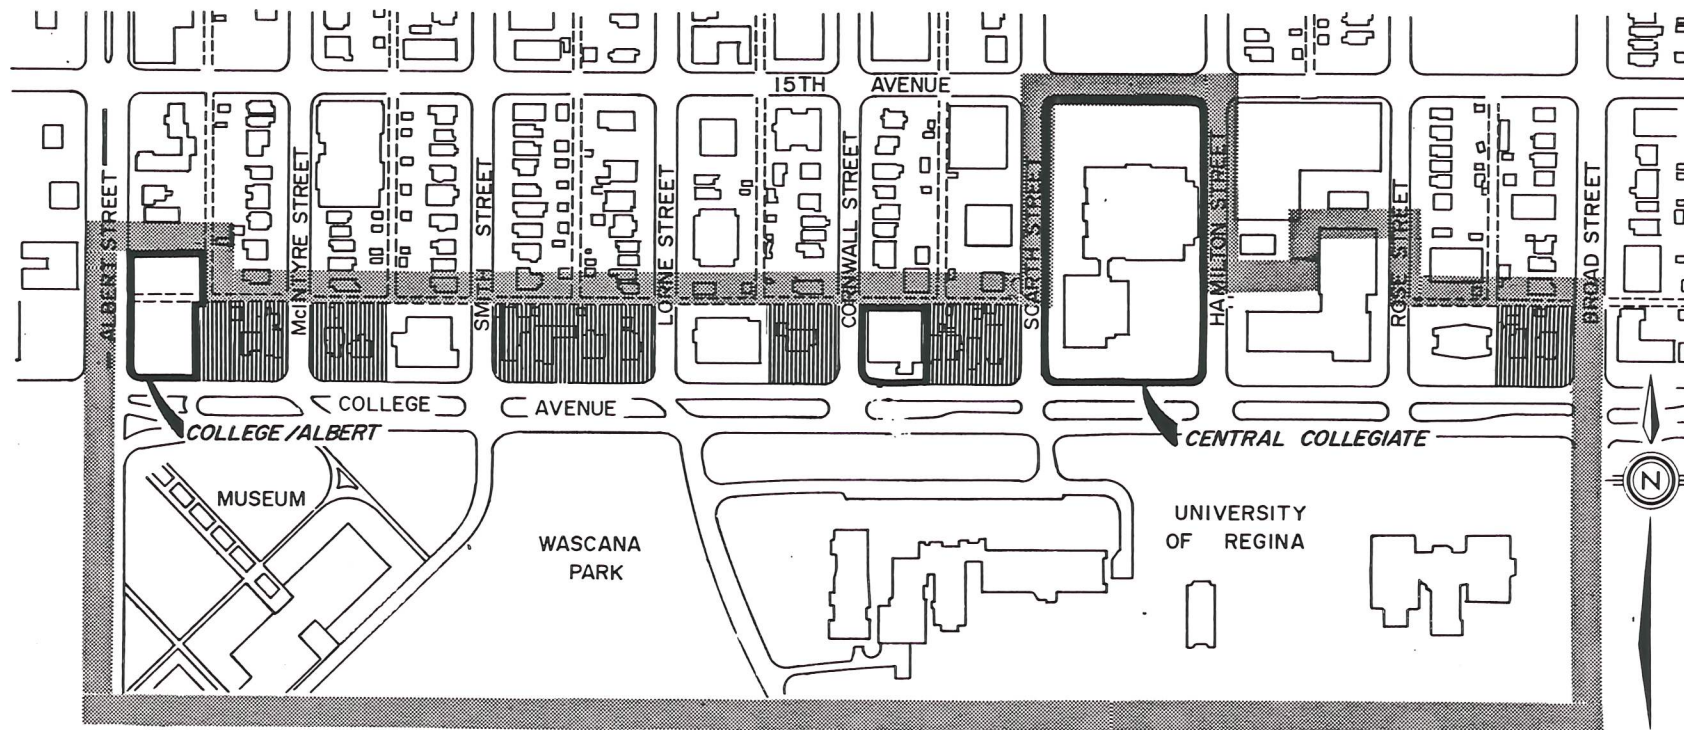 15TH AVENUE
ALBENT STREET
McINTYRE STREET
SMITH STREET
LORNE STREET
CORNWALL STREET
SCARTH STREET
HAMILTON STREET
ROSE STREET
BROAD STREET
COLLEGE AVENUE
COLLEGE/ALBERT
CENTRAL COLLEGIATE
MUSEUM
WASCANA
PARK
UNIVERSITY
OF REGINA
N